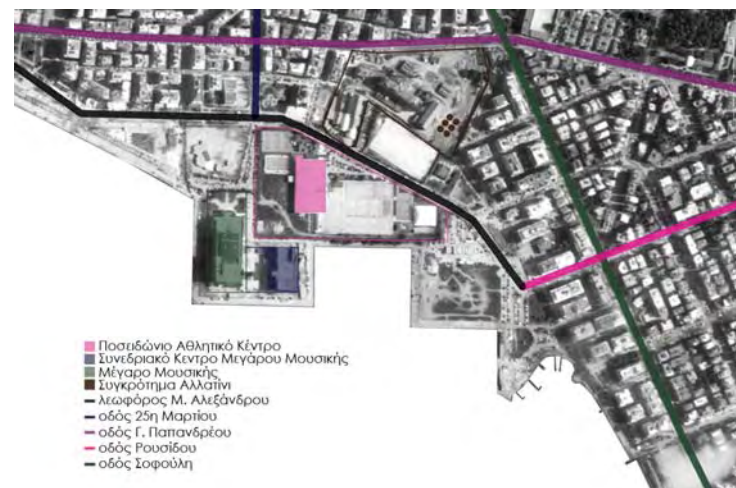 Ποσειδώνιο Αθλητικό Κέντρο
Συνεδριακό Κεντρο Μεγάρου Μουσικής
Μέγαρο Μουσικής
Συγκρότημα Αλλατίνι
λεωφόρος Μ. Αλεξάνδρου
οδός 25η Μαρτίου
οδός Γ. Παπανδρέου
οδός Ρουσίδου
οδός Σοφούλη